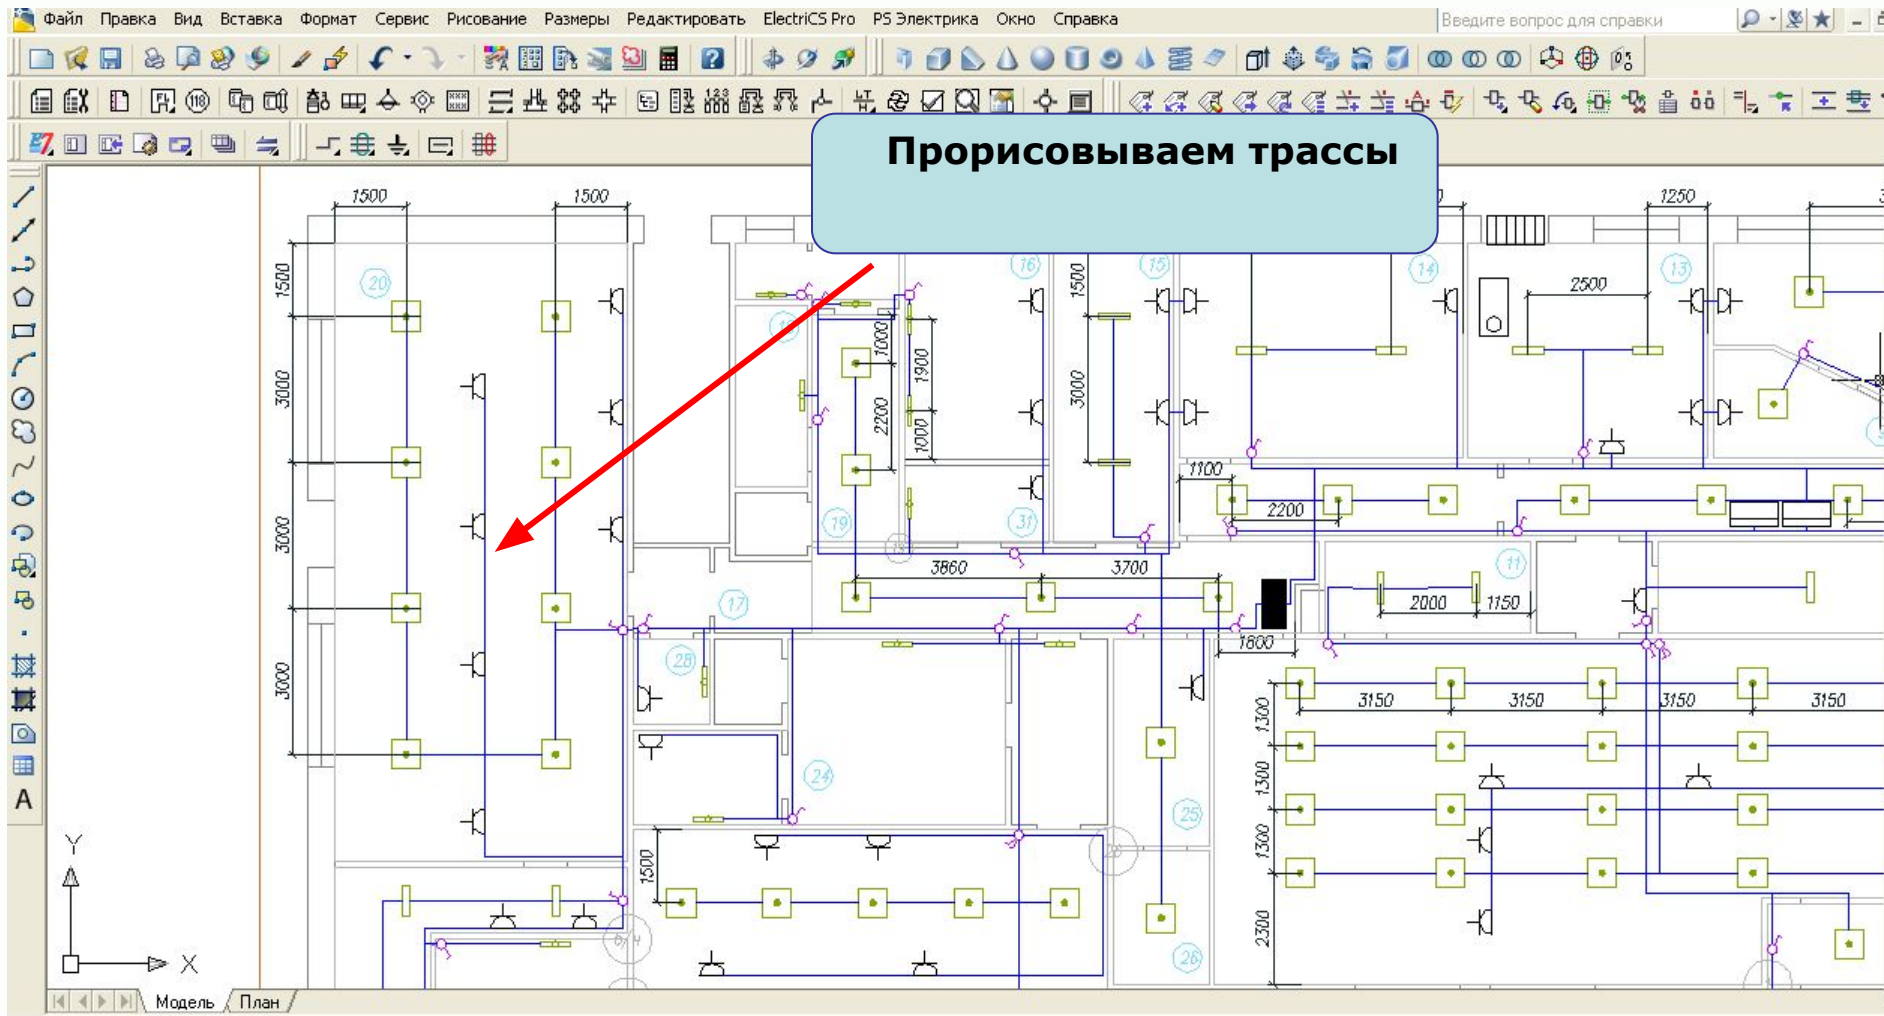 Файл Правка Вид Вставка Формат Сервис Рисование Размеры Редактировать ElectriCS Pro PS Электрика Окно Справка
Введите вопрос для справки
Прорисовываем трассы
1500 1500 1250
20 16 15 14 13
1500 1500 2500
1000
3000 1900 3000
2200
1000
1100
2200
3000 19 31
3860 3700 11
17 2000 1150
1800
28
3000
3150 3150 3150 3150
1300
24
1300
25
1300
1500
2300
26
Y
X
Модель План